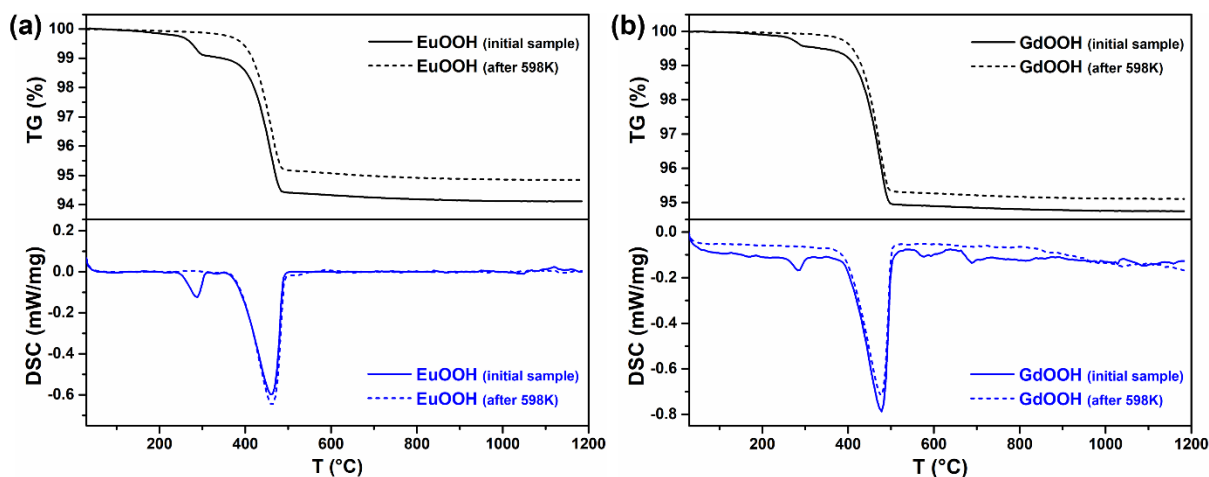 (a)
100
99
98
97
96
95
94
TG (%)
EuOOH (initial sample)
EuOOH (after 598K)
0.2
0.0
-0.2
-0.4
-0.6
DSC (mW/mg)
EuOOH (initial sample)
EuOOH (after 598K)
200 400 600 800 1000 1200
T (°C)
(b)
100
99
98
97
96
95
TG (%)
GdOOH (initial sample)
GdOOH (after 598K)
0.0
-0.2
-0.4
-0.6
-0.8
DSC (mW/mg)
GdOOH (initial sample)
GdOOH (after 598K)
200 400 600 800 1000 1200
T (°C)